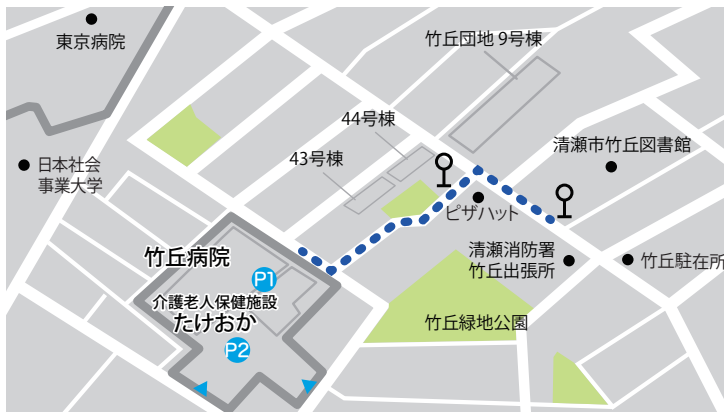 東京病院
竹丘団地 9号棟
44号棟
43号棟
清瀬市竹丘図書館
日本社会
事業大学
ピザハット
竹丘病院
清瀬消防署
竹丘出張所
竹丘駐在所
P1
介護老人保健施設
たけおか
竹丘緑地公園
P2